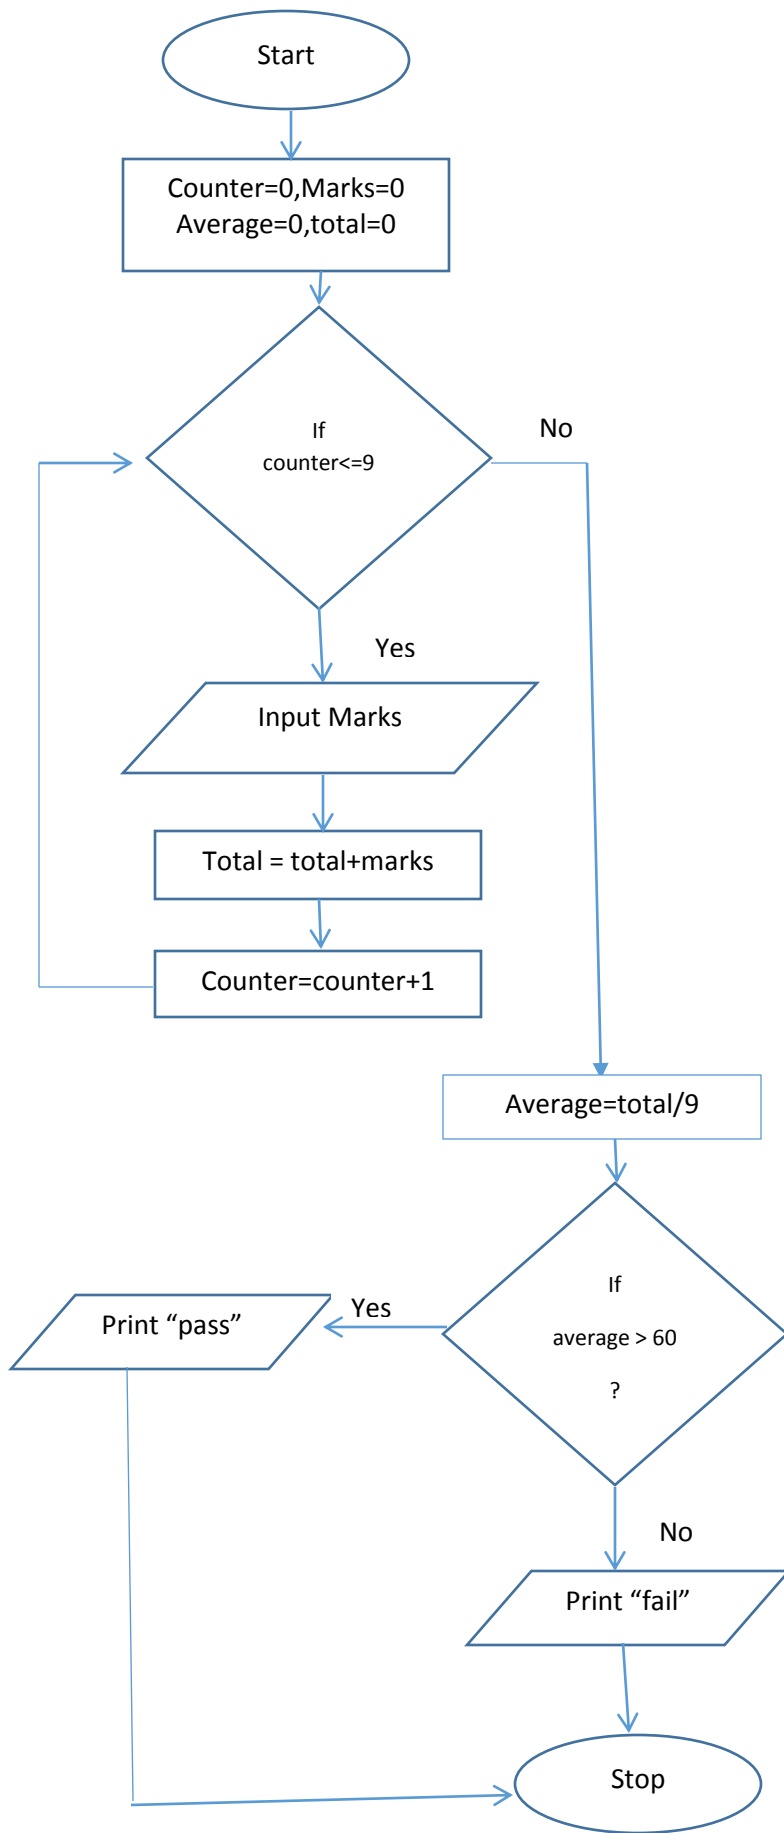 Start
Counter=0,Marks=0
Average=0,total=0
If
counter<=9
No
Yes
Input Marks
Total = total+marks
Counter=counter+1
Average=total/9
If
average > 60
?
Yes
Print “pass”
No
Print “fail”
Stop